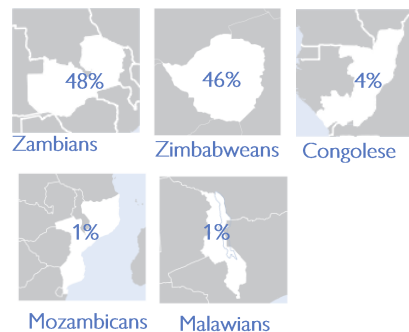 48%
Zambians
46%
Zimbabweans
4%
Congolese
1%
Mozambicans
1%
Malawians